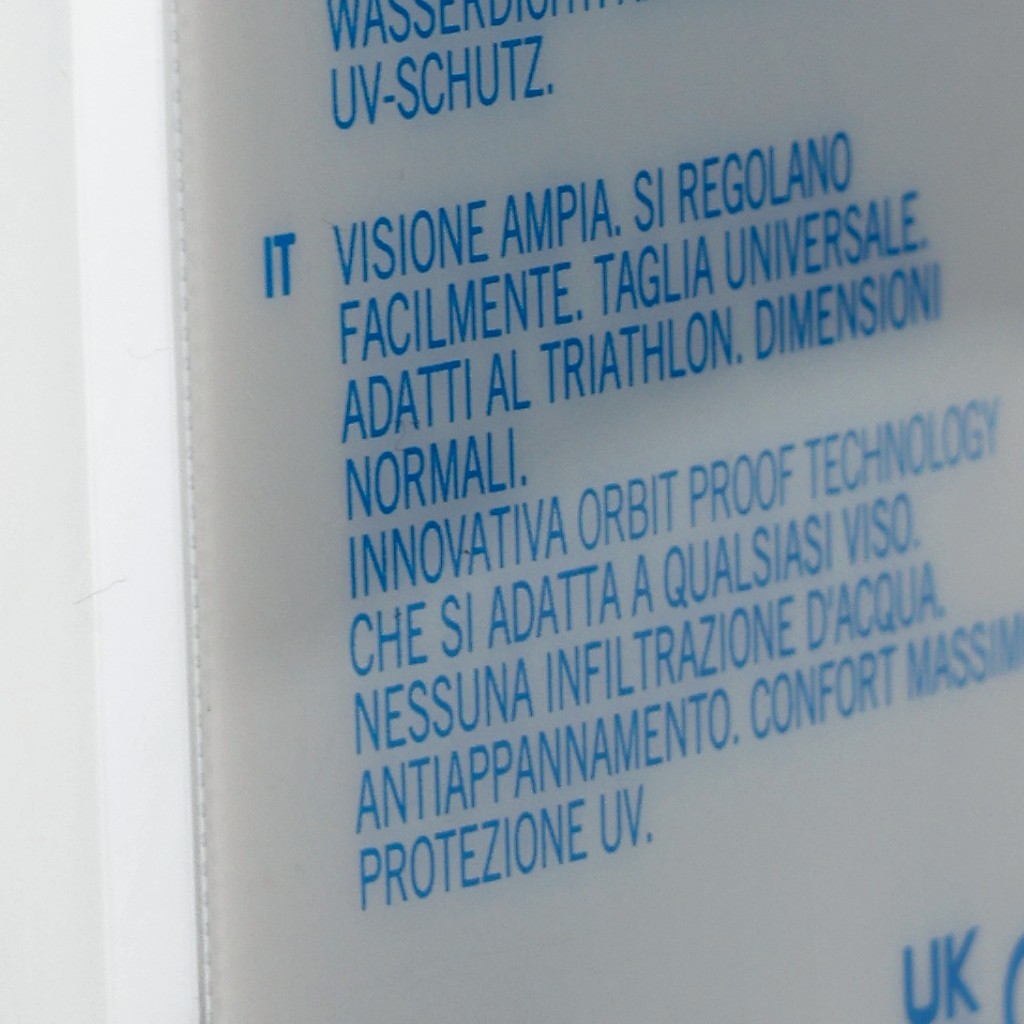 UV-SCHUTZ.
IT VISIONE AMPIA. SI REGOLANO
FACILMENTE. TAGLIA UNIVERSALE.
ADATTI AL TRIATHLON. DIMENSIONI
NORMALI.
INNOVATIVA ORBIT PROOF TECHNOLOGY
CHE SI ADATTA A QUALSIASI VISO.
NESSUNA INFILTRAZIONE D'ACQUA.
ANTIAPPANNAMENTO. CONFORT MASSIM
PROTEZIONE UV.
UK